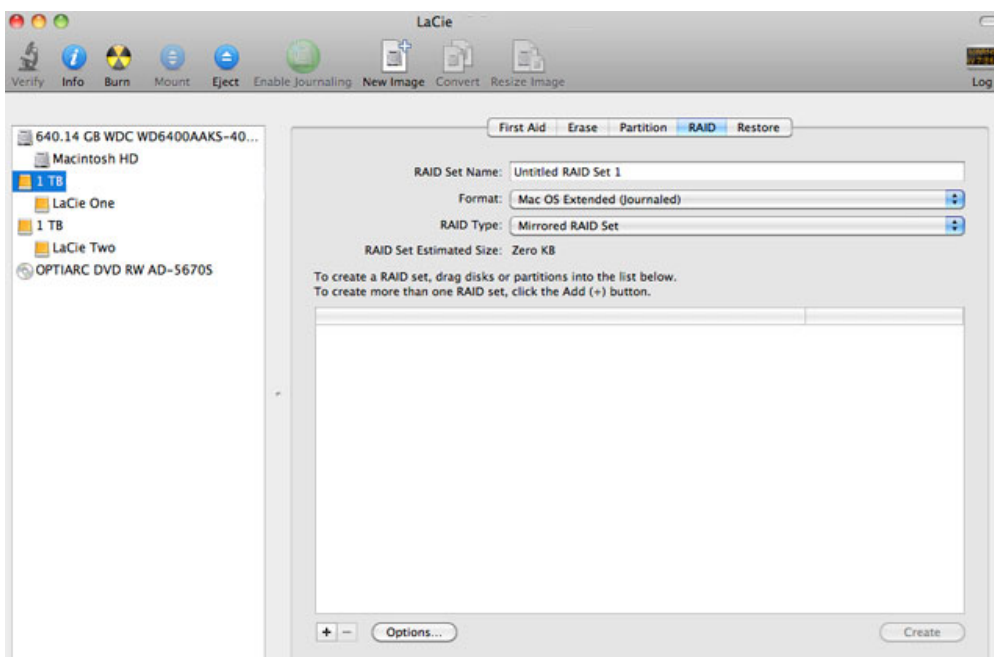 LaCie
Verify Info Burn Mount Eject Enable Journaling New Image Convert Resize Image Log
640.14 GB WDC WD6400AAKS-40...
Macintosh HD
1 TB
LaCie One
1 TB
LaCie Two
OPTIARC DVD RW AD-5670S
First Aid Erase Partition RAID Restore
RAID Set Name: Untitled RAID Set 1
Format: Mac OS Extended (Journaled)
RAID Type: Mirrored RAID Set
RAID Set Estimated Size: Zero KB
To create a RAID set, drag disks or partitions into the list below.
To create more than one RAID set, click the Add (+) button.
+ − Options... Create